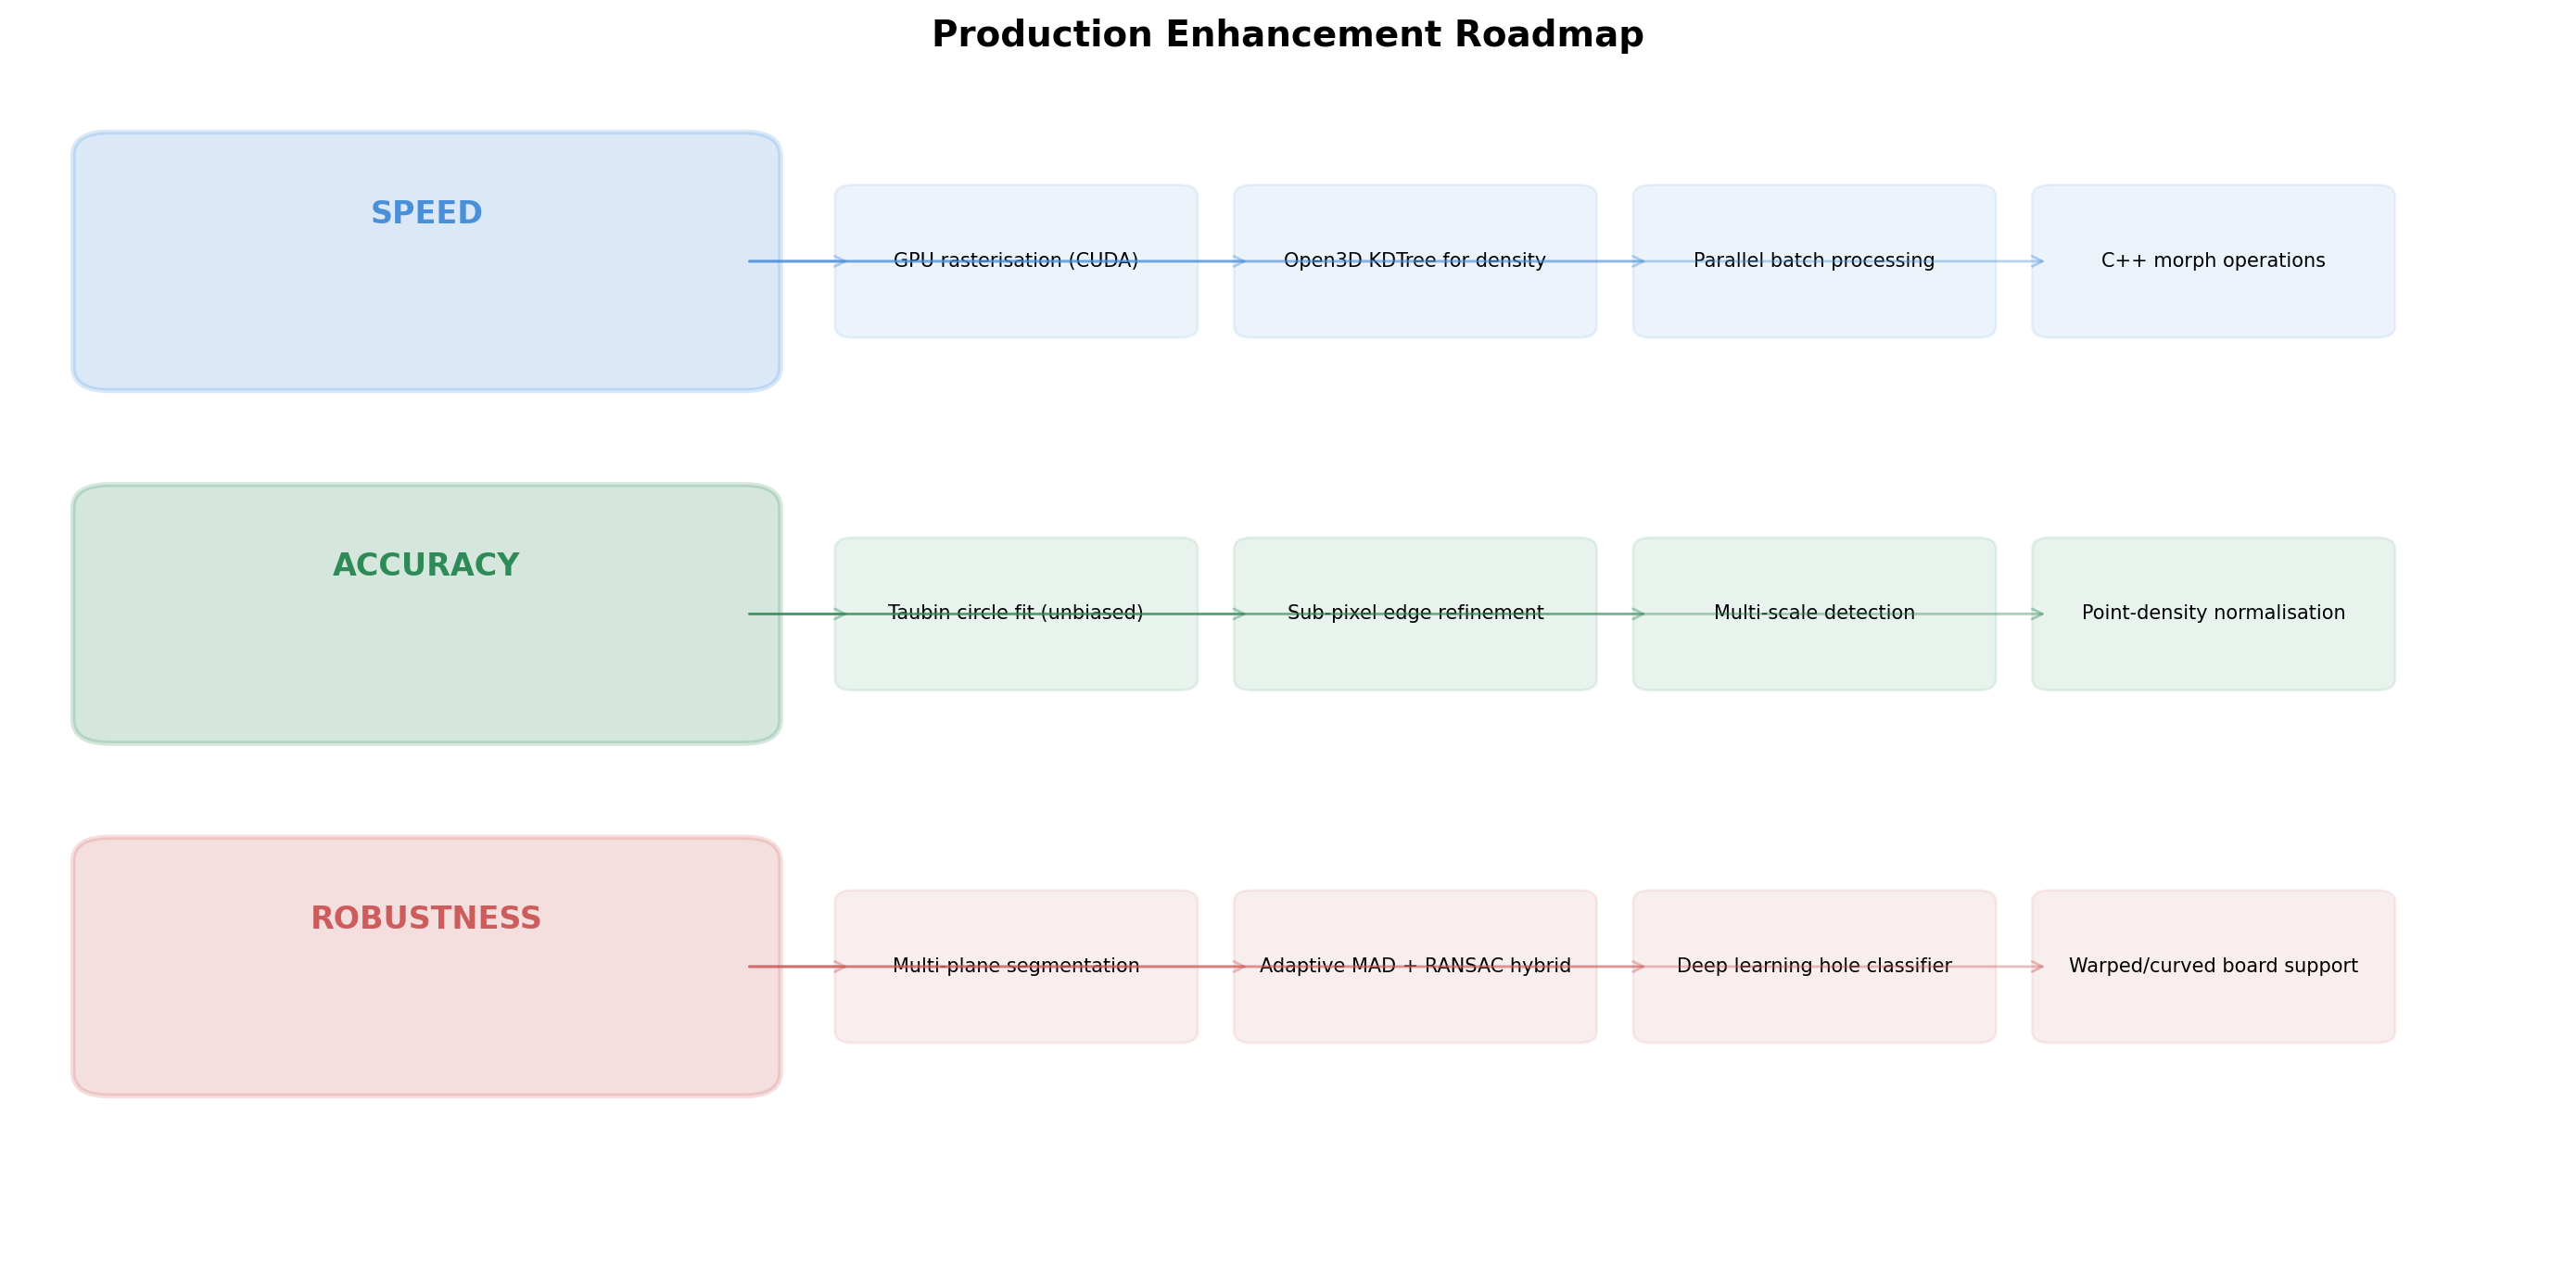 Production Enhancement Roadmap
SPEED
GPU rasterisation (CUDA)
Open3D KDTree for density
Parallel batch processing
C++ morph operations
ACCURACY
Taubin circle fit (unbiased)
Sub-pixel edge refinement
Multi-scale detection
Point-density normalisation
ROBUSTNESS
Multi-plane segmentation
Adaptive MAD + RANSAC hybrid
Deep learning hole classifier
Warped/curved board support